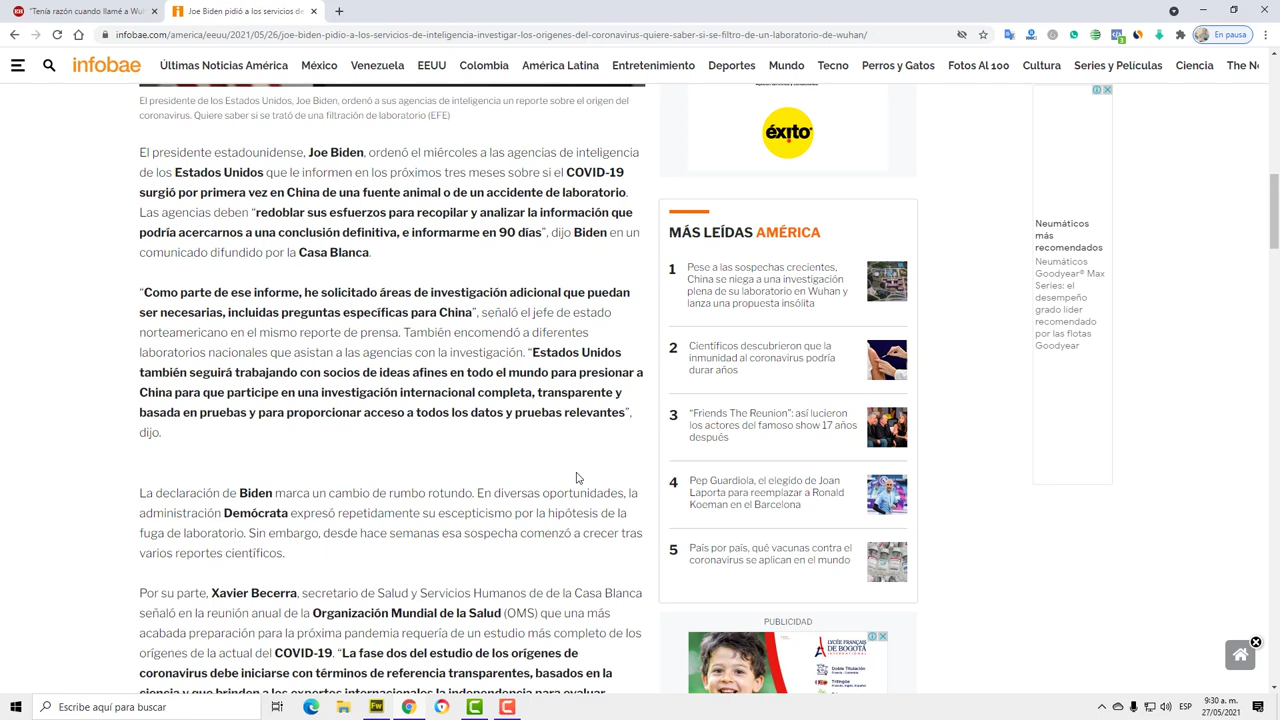 "Tenía razón cuando llamé a Wuh
Joe Biden pidió a los servicios de
infobae.com/america/eeuu/2021/05/26/joe-biden-pidio-a-los-servicios-de-inteligencia-investigar-los-origenes-del-coronavirus-quiere-saber-si-se-filtro-de-un-laboratorio-de-wuhan/
En pausa
infobae
Últimas Noticias América México Venezuela EEUU Colombia América Latina Entretenimiento Deportes Mundo Tecno Perros y Gatos Fotos Al 100 Cultura Series y Películas Ciencia The Ne
El presidente de los Estados Unidos, Joe Biden, ordenó a sus agencias de inteligencia un reporte sobre el origen del
coronavirus. Quiere saber si se trató de una filtración de laboratorio (EFE)
El presidente estadounidense, Joe Biden, ordenó el miércoles a las agencias de inteligencia
de los Estados Unidos que le informen en los próximos tres meses sobre si el COVID-19
surgió por primera vez en China de una fuente animal o de un accidente de laboratorio.
Las agencias deben “redoblar sus esfuerzos para recopilar y analizar la información que
podría acercarnos a una conclusión definitiva, e informarme en 90 días”, dijo Biden en un
comunicado difundido por la Casa Blanca.
“Como parte de ese informe, he solicitado áreas de investigación adicional que puedan
ser necesarias, incluidas preguntas específicas para China”, señaló el jefe de estado
norteamericano en el mismo reporte de prensa. También encomendó a diferentes
laboratorios nacionales que asistan a las agencias con la investigación. “Estados Unidos
también seguirá trabajando con socios de ideas afines en todo el mundo para presionar a
China para que participe en una investigación internacional completa, transparente y
basada en pruebas y para proporcionar acceso a todos los datos y pruebas relevantes”,
dijo.
La declaración de Biden marca un cambio de rumbo rotundo. En diversas oportunidades, la
administración Demócrata expresó repetidamente su escepticismo por la hipótesis de la
fuga de laboratorio. Sin embargo, desde hace semanas esa sospecha comenzó a crecer tras
varios reportes científicos.
Por su parte, Xavier Becerra, secretario de Salud y Servicios Humanos de de la Casa Blanca
señaló en la reunión anual de la Organización Mundial de la Salud (OMS) que una más
acabada preparación para la próxima pandemia requería de un estudio más completo de los
orígenes de la actual del COVID-19. “La fase dos del estudio de los orígenes de
coronavirus debe iniciarse con términos de referencia transparentes, basados en la
ciencia y que brinden a los expertos internacionales la independencia para evaluar
éxito
MÁS LEÍDAS AMÉRICA
1 Pese a las sospechas crecientes,
China se niega a una investigación
plena de su laboratorio en Wuhan y
lanza una propuesta insólita
2 Científicos descubrieron que la
inmunidad al coronavirus podría
durar años
3 “Friends The Reunion”: así lucieron
los actores del famoso show 17 años
después
4 Pep Guardiola, el elegido de Joan
Laporta para reemplazar a Ronald
Koeman en el Barcelona
5 País por país, qué vacunas contra el
coronavirus se aplican en el mundo
PUBLICIDAD
LYCÉE FRANÇAIS
DE BOGOTÁ
INTERNATIONAL
Doble Titulación
Trilingüe
Neumáticos
más
recomendados
Neumáticos
Goodyear® Max
Series: el
desempeño
grado líder
recomendado
por las flotas
Goodyear
Escribe aquí para buscar
ESP
9:30 a. m.
27/05/2021